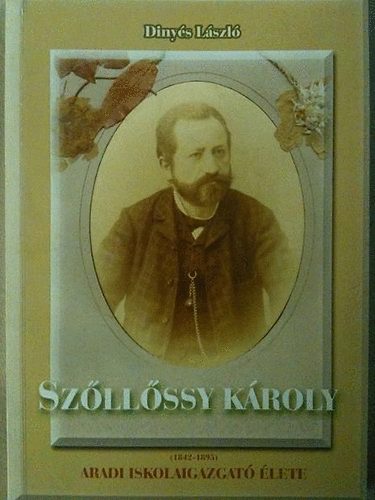 Dinyés László
SZŐLLŐSSY KÁROLY
(1842-1895)
ARADI ISKOLAIGAZGATÓ ÉLETE